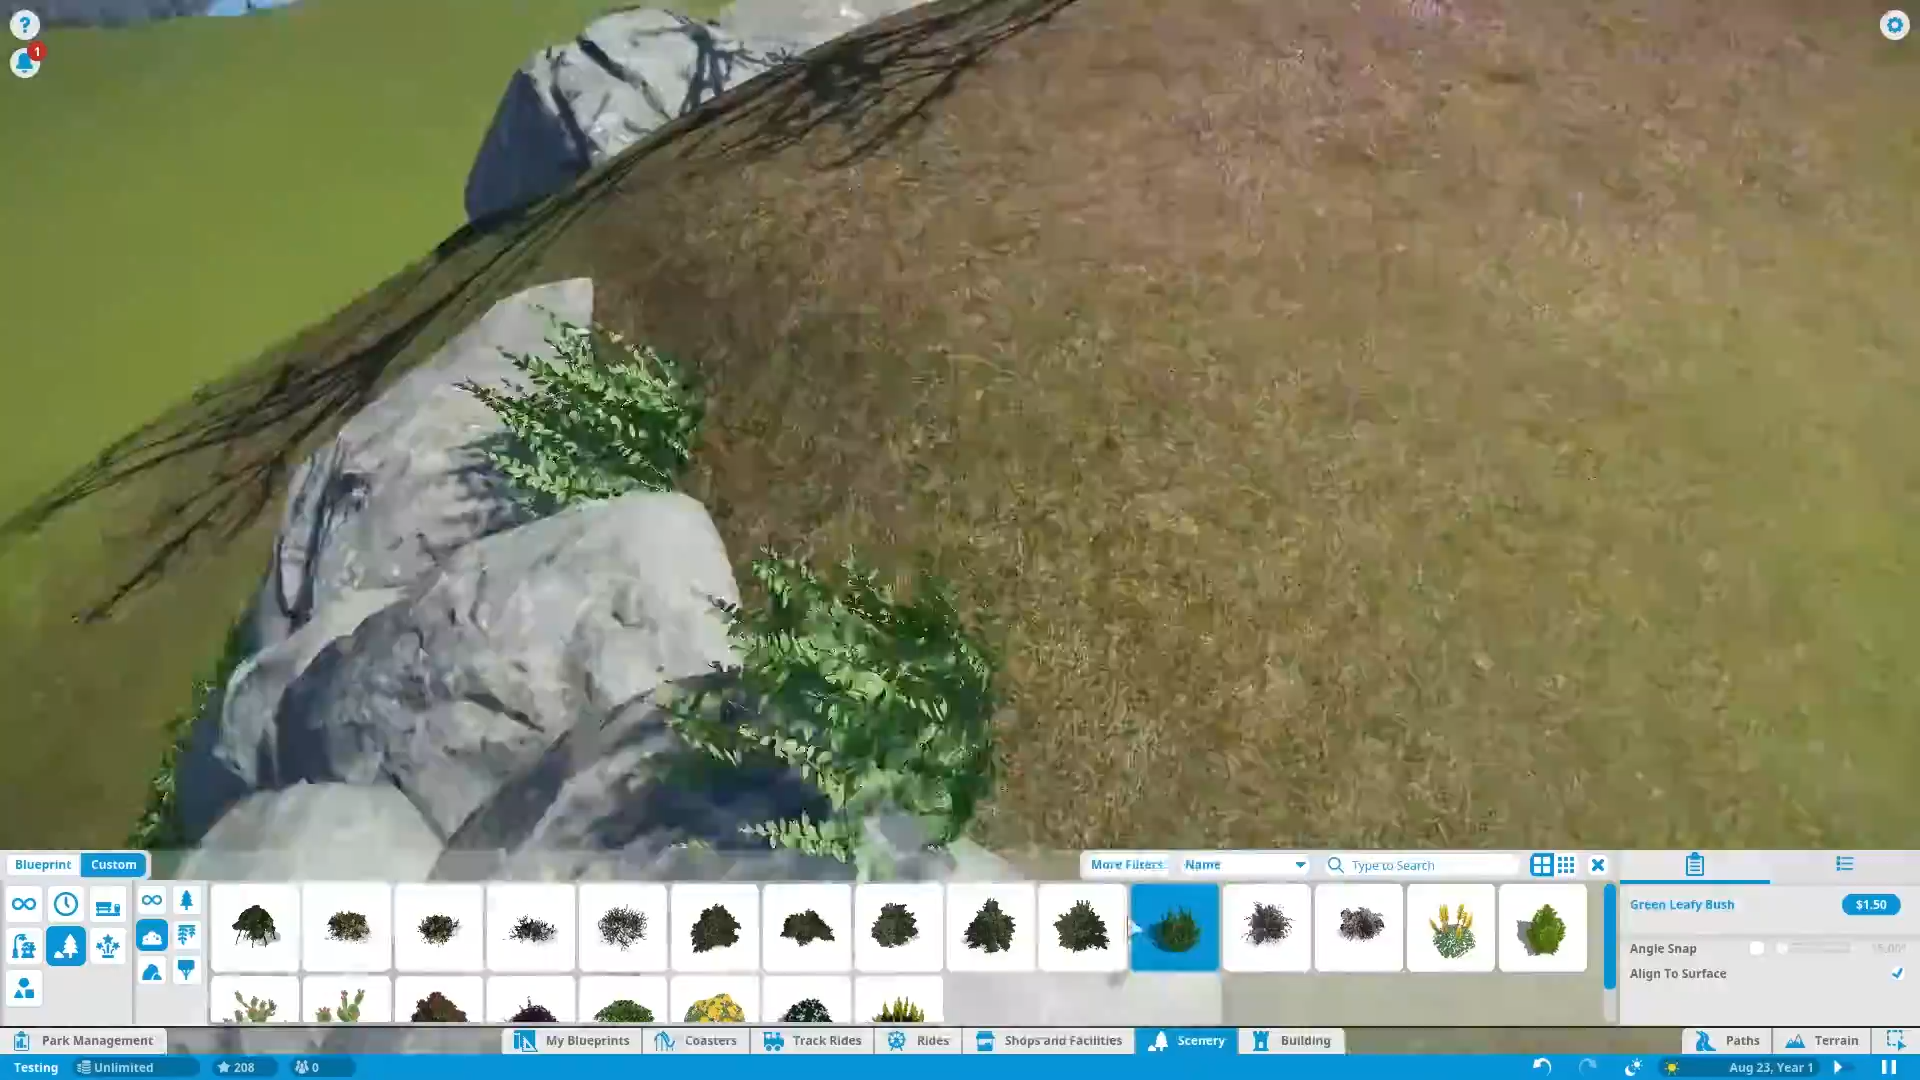 ?
1
Blueprint Custom
More Filters Name Type to Search
Green Leafy Bush $1.50
Angle Snap 15.00°
Align To Surface
Park Management My Blueprints Coasters Track Rides Rides Shops and Facilities Scenery Building Paths Terrain
Testing Unlimited 208 0 Aug 23, Year 1